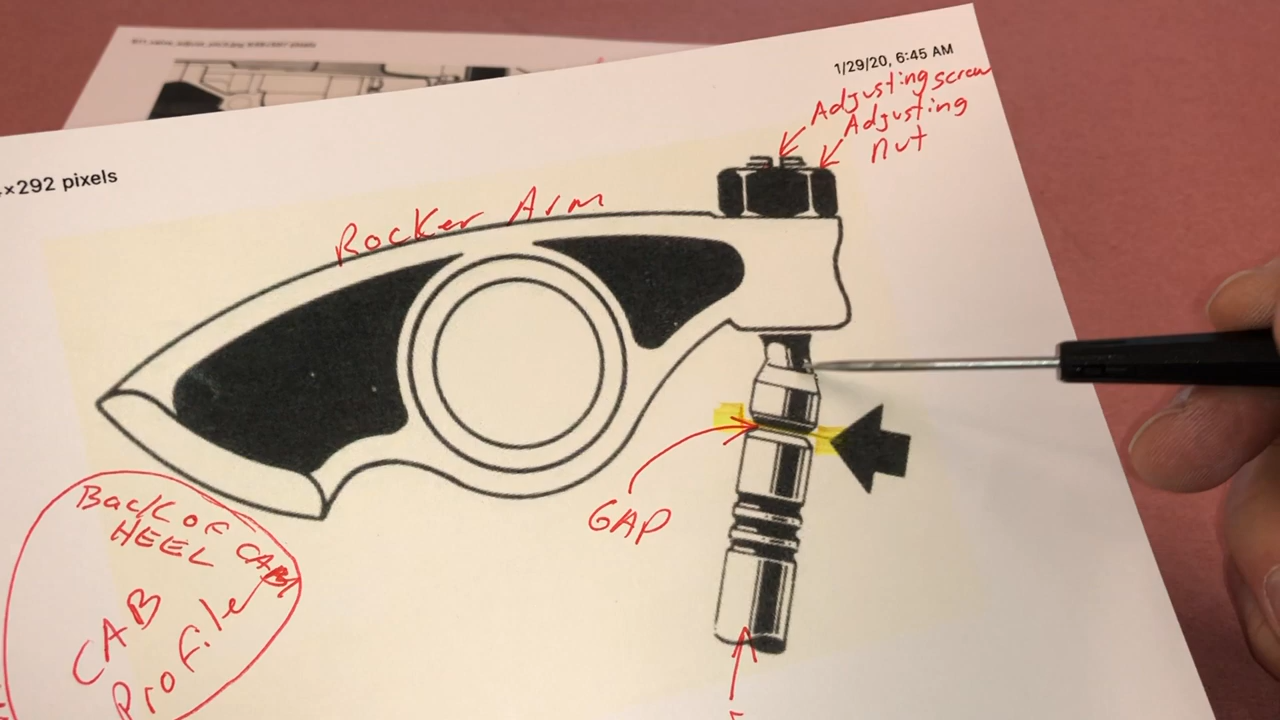 1/29/20, 6:45 AM
×292 pixels
Adjusting screw
Adjusting
nut
Rocker Arm
GAP
Back of CAB
HEEL
CAB
Profile